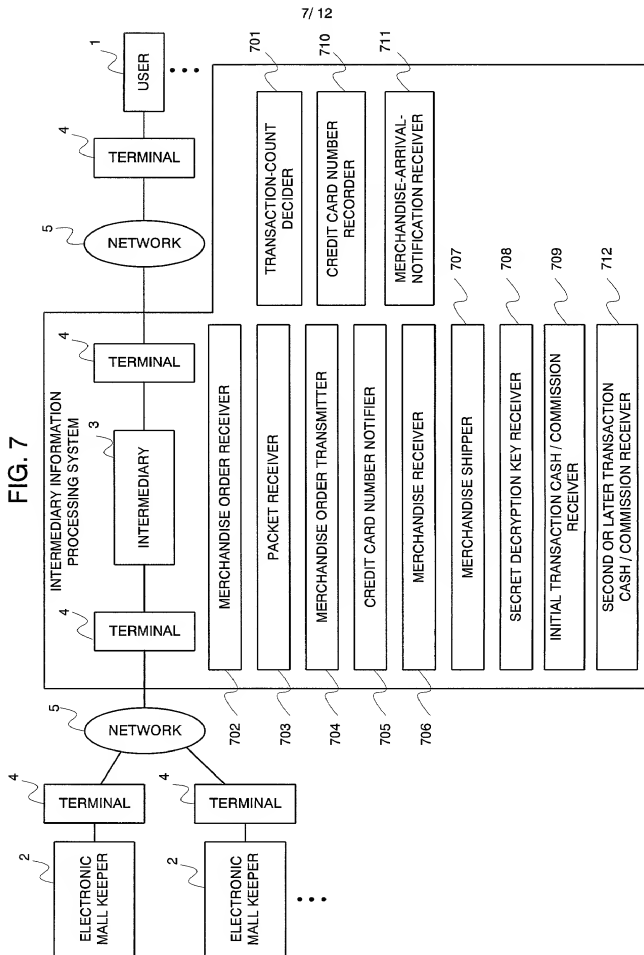 7/ 12
FIG. 7
INTERMEDIARY INFORMATION
PROCESSING SYSTEM
1
USER
4
TERMINAL
5
NETWORK
4
TERMINAL
3
INTERMEDIARY
4
TERMINAL
5
NETWORK
4
TERMINAL
2
ELECTRONIC
MALL KEEPER
4
TERMINAL
2
ELECTRONIC
MALL KEEPER
701
TRANSACTION-COUNT
DECIDER
710
CREDIT CARD NUMBER
RECORDER
711
MERCHANDISE-ARRIVAL-
NOTIFICATION RECEIVER
702
MERCHANDISE ORDER RECEIVER
703
PACKET RECEIVER
704
MERCHANDISE ORDER TRANSMITTER
705
CREDIT CARD NUMBER NOTIFIER
706
MERCHANDISE RECEIVER
707
MERCHANDISE SHIPPER
708
SECRET DECRYPTION KEY RECEIVER
709
INITIAL TRANSACTION CASH / COMMISSION
RECEIVER
712
SECOND OR LATER TRANSACTION
CASH / COMMISSION RECEIVER